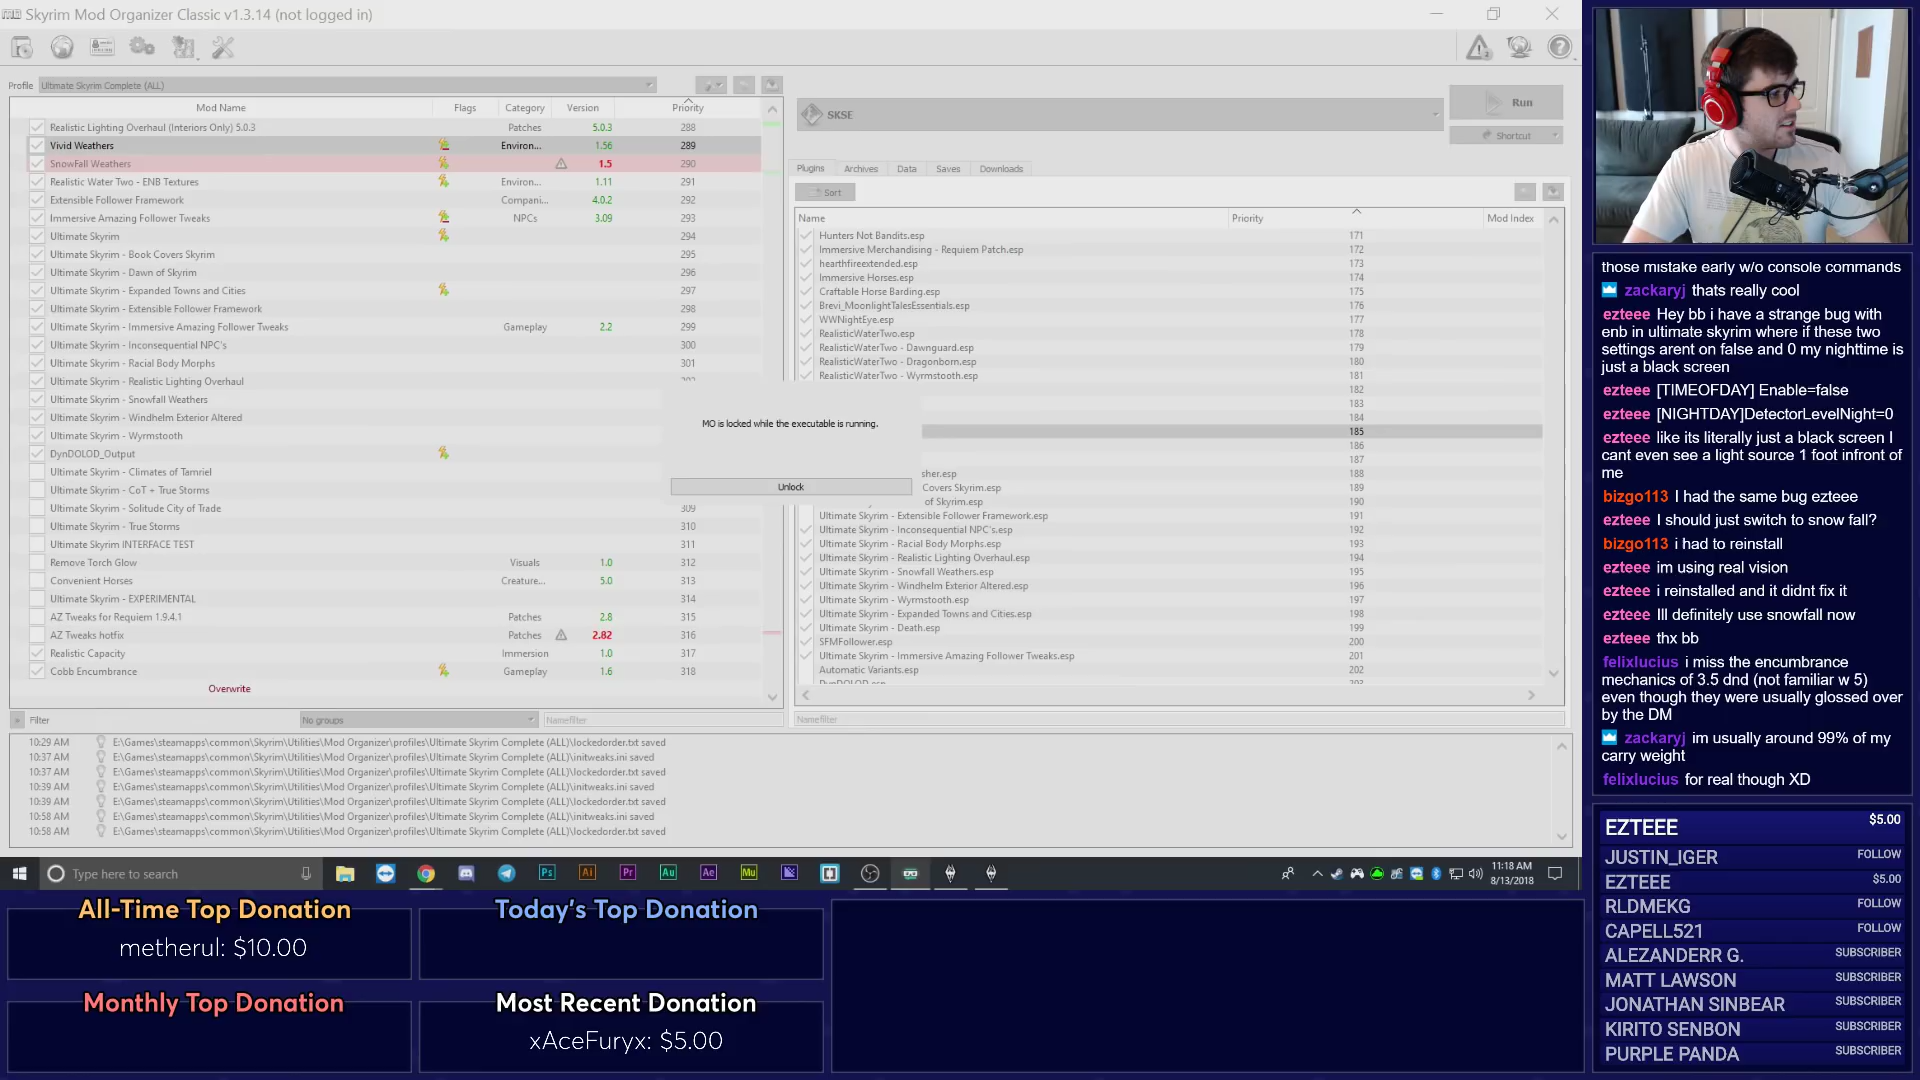 Skyrim Mod Organizer Classic v1.3.14 (not logged in)
Profile Ultimate Skyrim Complete (ALL)
Mod Name Flags Category Version Priority
Realistic Lighting Overhaul (Interiors Only) 5.0.3 Patches 5.0.3 288
Vivid Weathers Environ... 1.56 289
SnowFall Weathers 1.5 290
Realistic Water Two - ENB Textures Environ... 1.11 291
Extensible Follower Framework Compani... 4.0.2 292
Immersive Amazing Follower Tweaks NPCs 3.09 293
Ultimate Skyrim 294
Ultimate Skyrim - Book Covers Skyrim 295
Ultimate Skyrim - Dawn of Skyrim 296
Ultimate Skyrim - Expanded Towns and Cities 297
Ultimate Skyrim - Extensible Follower Framework 298
Ultimate Skyrim - Immersive Amazing Follower Tweaks Gameplay 2.2 299
Ultimate Skyrim - Inconsequential NPC's 300
Ultimate Skyrim - Racial Body Morphs 301
Ultimate Skyrim - Realistic Lighting Overhaul
Ultimate Skyrim - Snowfall Weathers
Ultimate Skyrim - Windhelm Exterior Altered
Ultimate Skyrim - Wyrmstooth
DynDOLOD_Output
Ultimate Skyrim - Climates of Tamriel
Ultimate Skyrim - CoT + True Storms
Ultimate Skyrim - Solitude City of Trade 309
Ultimate Skyrim - True Storms 310
Ultimate Skyrim INTERFACE TEST 311
Remove Torch Glow Visuals 1.0 312
Convenient Horses Creature... 5.0 313
Ultimate Skyrim - EXPERIMENTAL 314
AZ Tweaks for Requiem 1.9.4.1 Patches 2.8 315
AZ Tweaks hotfix Patches 2.82 316
Realistic Capacity Immersion 1.0 317
Cobb Encumbrance Gameplay 1.6 318
Overwrite
Filter No groups Namefilter
MO is locked while the executable is running.
Unlock
SKSE
Run
Shortcut
Plugins Archives Data Saves Downloads
Sort
Name Priority Mod Index
Hunters Not Bandits.esp 171
Immersive Merchandising - Requiem Patch.esp 172
hearthfireextended.esp 173
Immersive Horses.esp 174
Craftable Horse Barding.esp 175
Brevi_MoonlightTalesEssentials.esp 176
WWNightEye.esp 177
RealisticWaterTwo.esp 178
RealisticWaterTwo - Dawnguard.esp 179
RealisticWaterTwo - Dragonborn.esp 180
RealisticWaterTwo - Wyrmstooth.esp 181
182
183
184
185
186
187
sher.esp 188
Covers Skyrim.esp 189
of Skyrim.esp 190
Ultimate Skyrim - Extensible Follower Framework.esp 191
Ultimate Skyrim - Inconsequential NPC's.esp 192
Ultimate Skyrim - Racial Body Morphs.esp 193
Ultimate Skyrim - Realistic Lighting Overhaul.esp 194
Ultimate Skyrim - Snowfall Weathers.esp 195
Ultimate Skyrim - Windhelm Exterior Altered.esp 196
Ultimate Skyrim - Wyrmstooth.esp 197
Ultimate Skyrim - Expanded Towns and Cities.esp 198
Ultimate Skyrim - Death.esp 199
SFMFollower.esp 200
Ultimate Skyrim - Immersive Amazing Follower Tweaks.esp 201
Automatic Variants.esp 202
DynDOLOD.esp 203
Namefilter
10:29 AM E:\Games\steamapps\common\Skyrim\Utilities\Mod Organizer\profiles\Ultimate Skyrim Complete (ALL)\lockedorder.txt saved
10:37 AM E:\Games\steamapps\common\Skyrim\Utilities\Mod Organizer\profiles\Ultimate Skyrim Complete (ALL)\initweaks.ini saved
10:37 AM E:\Games\steamapps\common\Skyrim\Utilities\Mod Organizer\profiles\Ultimate Skyrim Complete (ALL)\lockedorder.txt saved
10:39 AM E:\Games\steamapps\common\Skyrim\Utilities\Mod Organizer\profiles\Ultimate Skyrim Complete (ALL)\initweaks.ini saved
10:39 AM E:\Games\steamapps\common\Skyrim\Utilities\Mod Organizer\profiles\Ultimate Skyrim Complete (ALL)\lockedorder.txt saved
10:58 AM E:\Games\steamapps\common\Skyrim\Utilities\Mod Organizer\profiles\Ultimate Skyrim Complete (ALL)\initweaks.ini saved
10:58 AM E:\Games\steamapps\common\Skyrim\Utilities\Mod Organizer\profiles\Ultimate Skyrim Complete (ALL)\lockedorder.txt saved
Type here to search
Ps Ai Pr Au Ae Mu
11:18 AM
8/13/2018
those mistake early w/o console commands
zackaryj thats really cool
ezteee Hey bb i have a strange bug with
enb in ultimate skyrim where if these two
settings arent on false and 0 my nighttime is
just a black screen
ezteee [TIMEOFDAY] Enable=false
ezteee [NIGHTDAY]DetectorLevelNight=0
ezteee like its literally just a black screen I
cant even see a light source 1 foot infront of
me
bizgo113 I had the same bug ezteee
ezteee I should just switch to snow fall?
bizgo113 i had to reinstall
ezteee im using real vision
ezteee i reinstalled and it didnt fix it
ezteee Ill definitely use snowfall now
ezteee thx bb
felixlucius i miss the encumbrance
mechanics of 3.5 dnd (not familiar w 5)
even though they were usually glossed over
by the DM
zackaryj im usually around 99% of my
carry weight
felixlucius for real though XD
EZTEEE $5.00
JUSTIN_IGER FOLLOW
EZTEEE $5.00
RLDMEKG FOLLOW
CAPELL521 FOLLOW
ALEZANDERR G. SUBSCRIBER
MATT LAWSON SUBSCRIBER
JONATHAN SINBEAR SUBSCRIBER
KIRITO SENBON SUBSCRIBER
PURPLE PANDA SUBSCRIBER
All-Time Top Donation
metherul: $10.00
Today's Top Donation
Monthly Top Donation
Most Recent Donation
xAceFuryx: $5.00